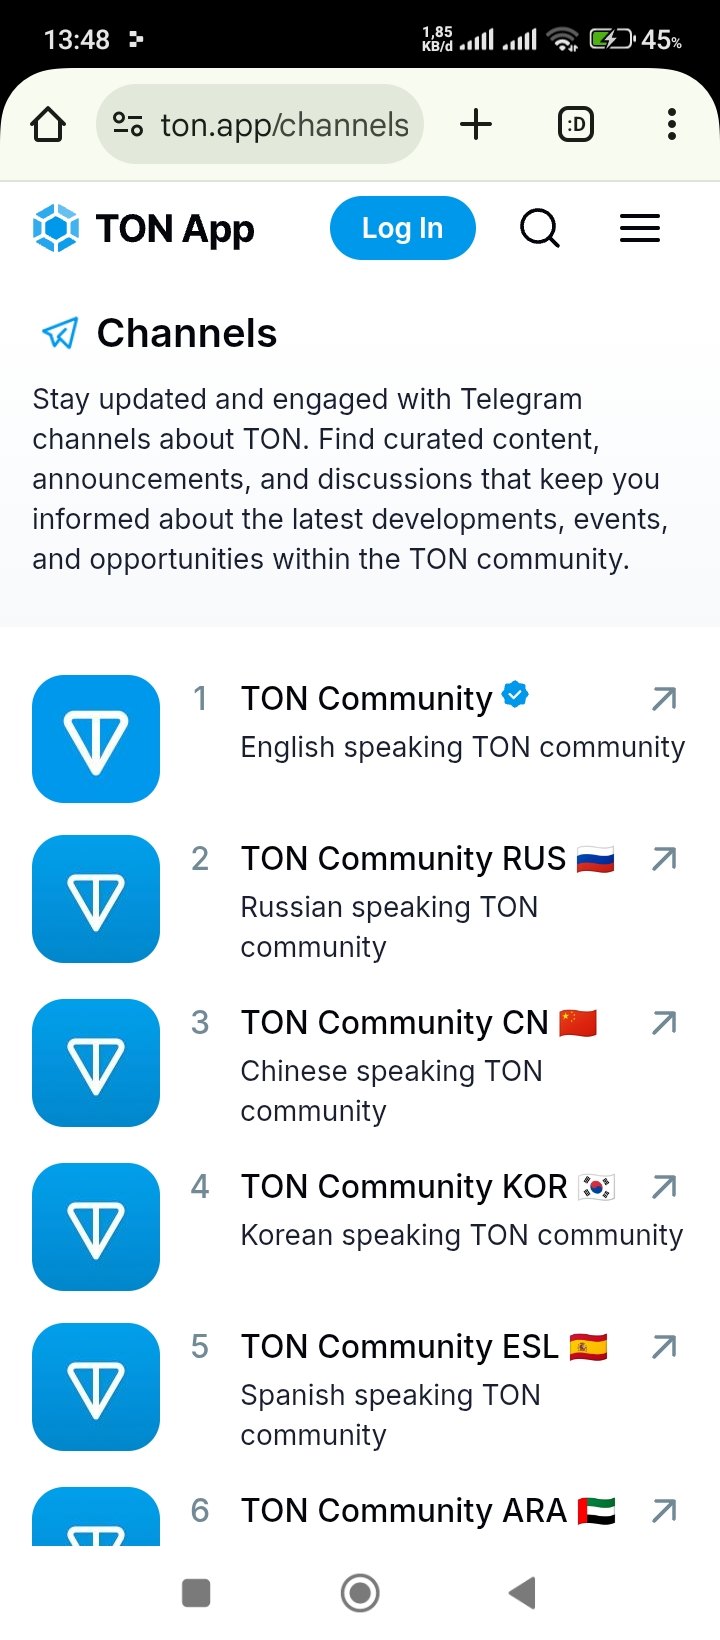 13:48
1,85
KB/d
45%
ton.app/channels
:D
TON App
Log In
Channels
Stay updated and engaged with Telegram
channels about TON. Find curated content,
announcements, and discussions that keep you
informed about the latest developments, events,
and opportunities within the TON community.
1
TON Community
English speaking TON community
2
TON Community RUS 🇷🇺
Russian speaking TON
community
3
TON Community CN 🇨🇳
Chinese speaking TON
community
4
TON Community KOR 🇰🇷
Korean speaking TON community
5
TON Community ESL 🇪🇸
Spanish speaking TON
community
6
TON Community ARA 🇦🇪